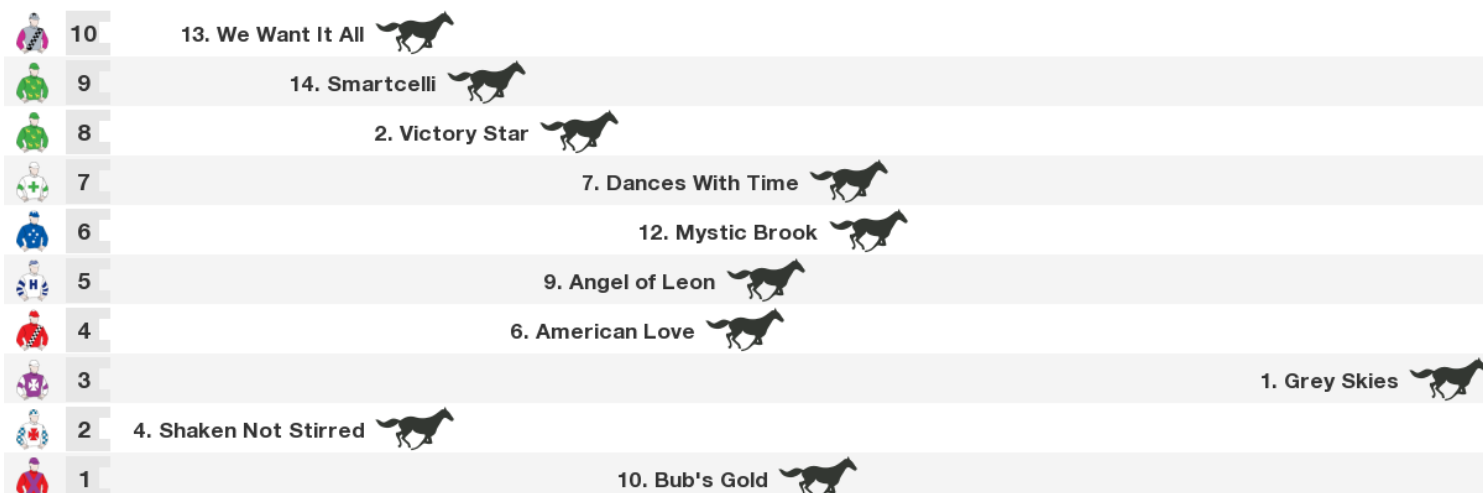 10 13. We Want It All
9 14. Smartcelli
8 2. Victory Star
7 7. Dances With Time
6 12. Mystic Brook
H 5 9. Angel of Leon
4 6. American Love
3 1. Grey Skies
2 4. Shaken Not Stirred
1 10. Bub's Gold